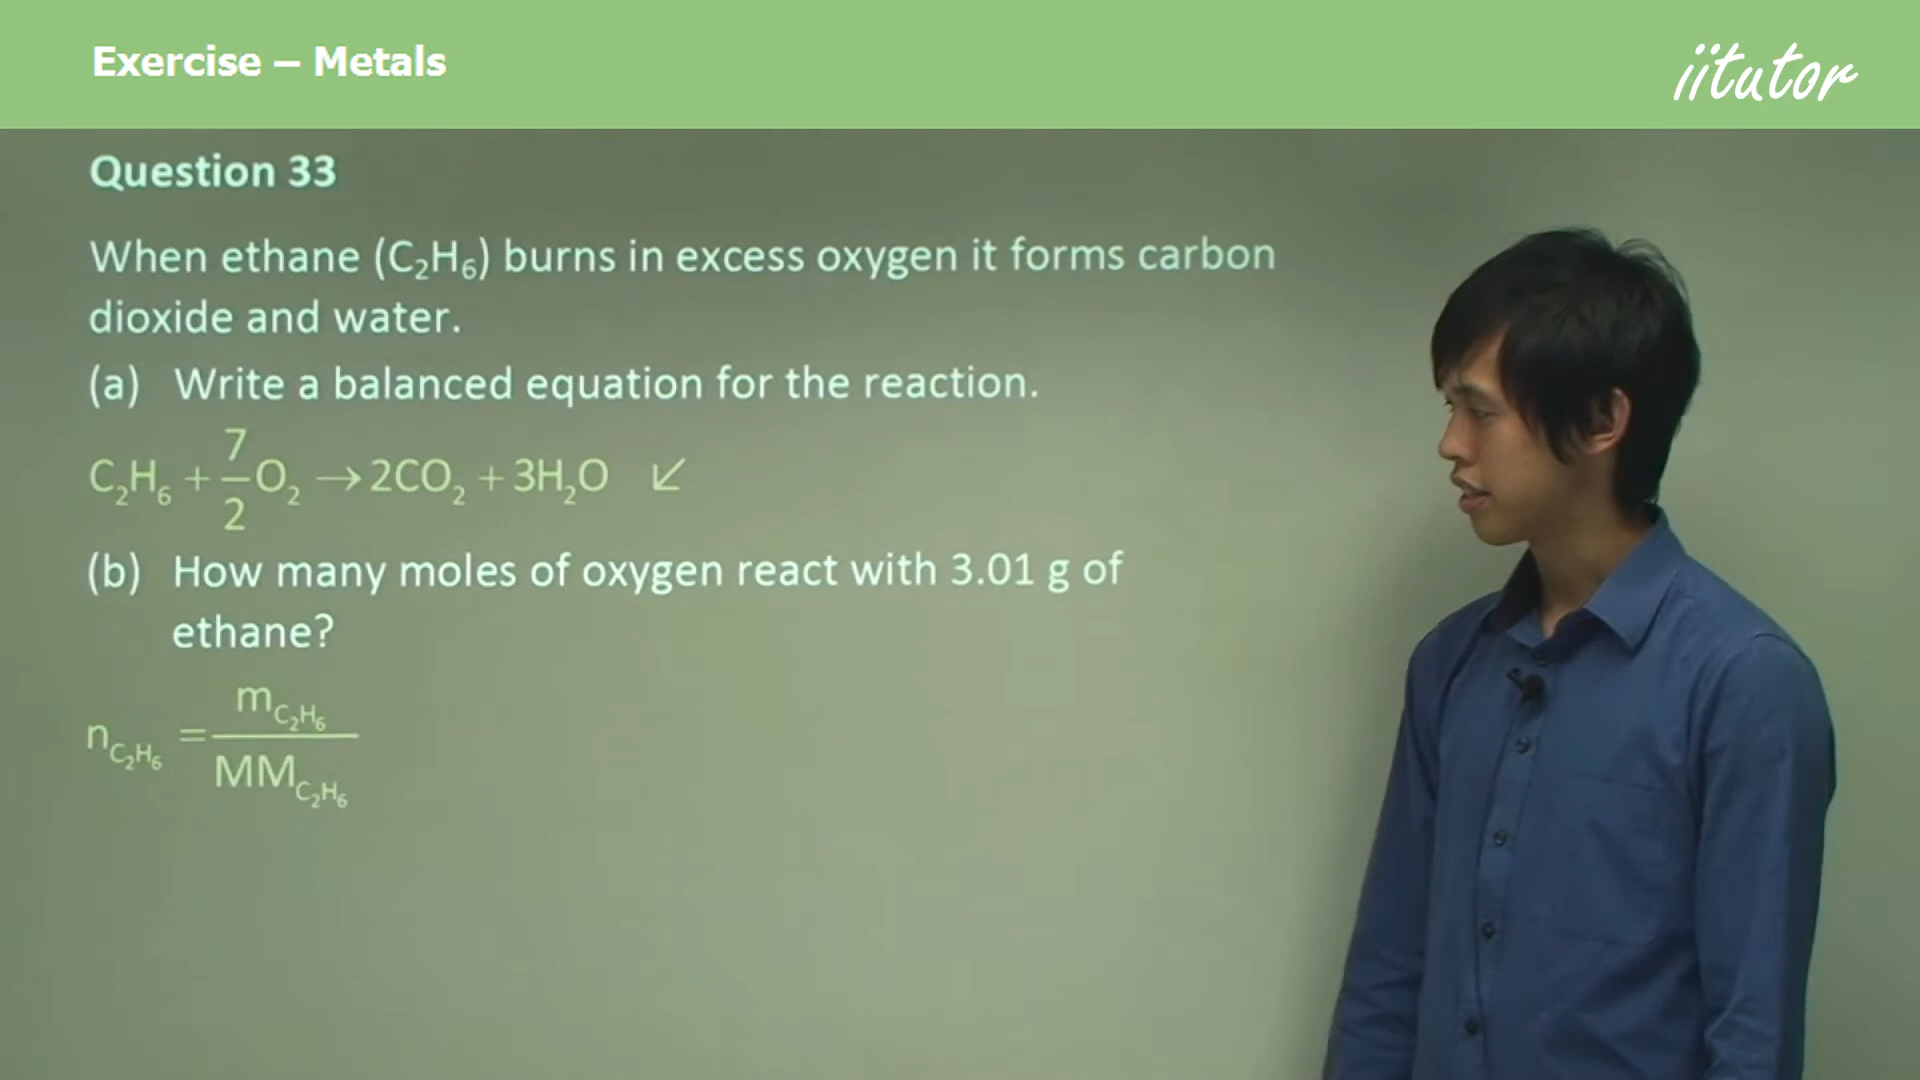 Exercise – Metals
iitutor
Question 33
When ethane (C₂H₆) burns in excess oxygen it forms carbon
dioxide and water.
(a) Write a balanced equation for the reaction.
C₂H₆ + 7/2 O₂ → 2CO₂ + 3H₂O ↙
(b) How many moles of oxygen react with 3.01 g of
ethane?
n_C₂H₆ = m_C₂H₆ / MM_C₂H₆